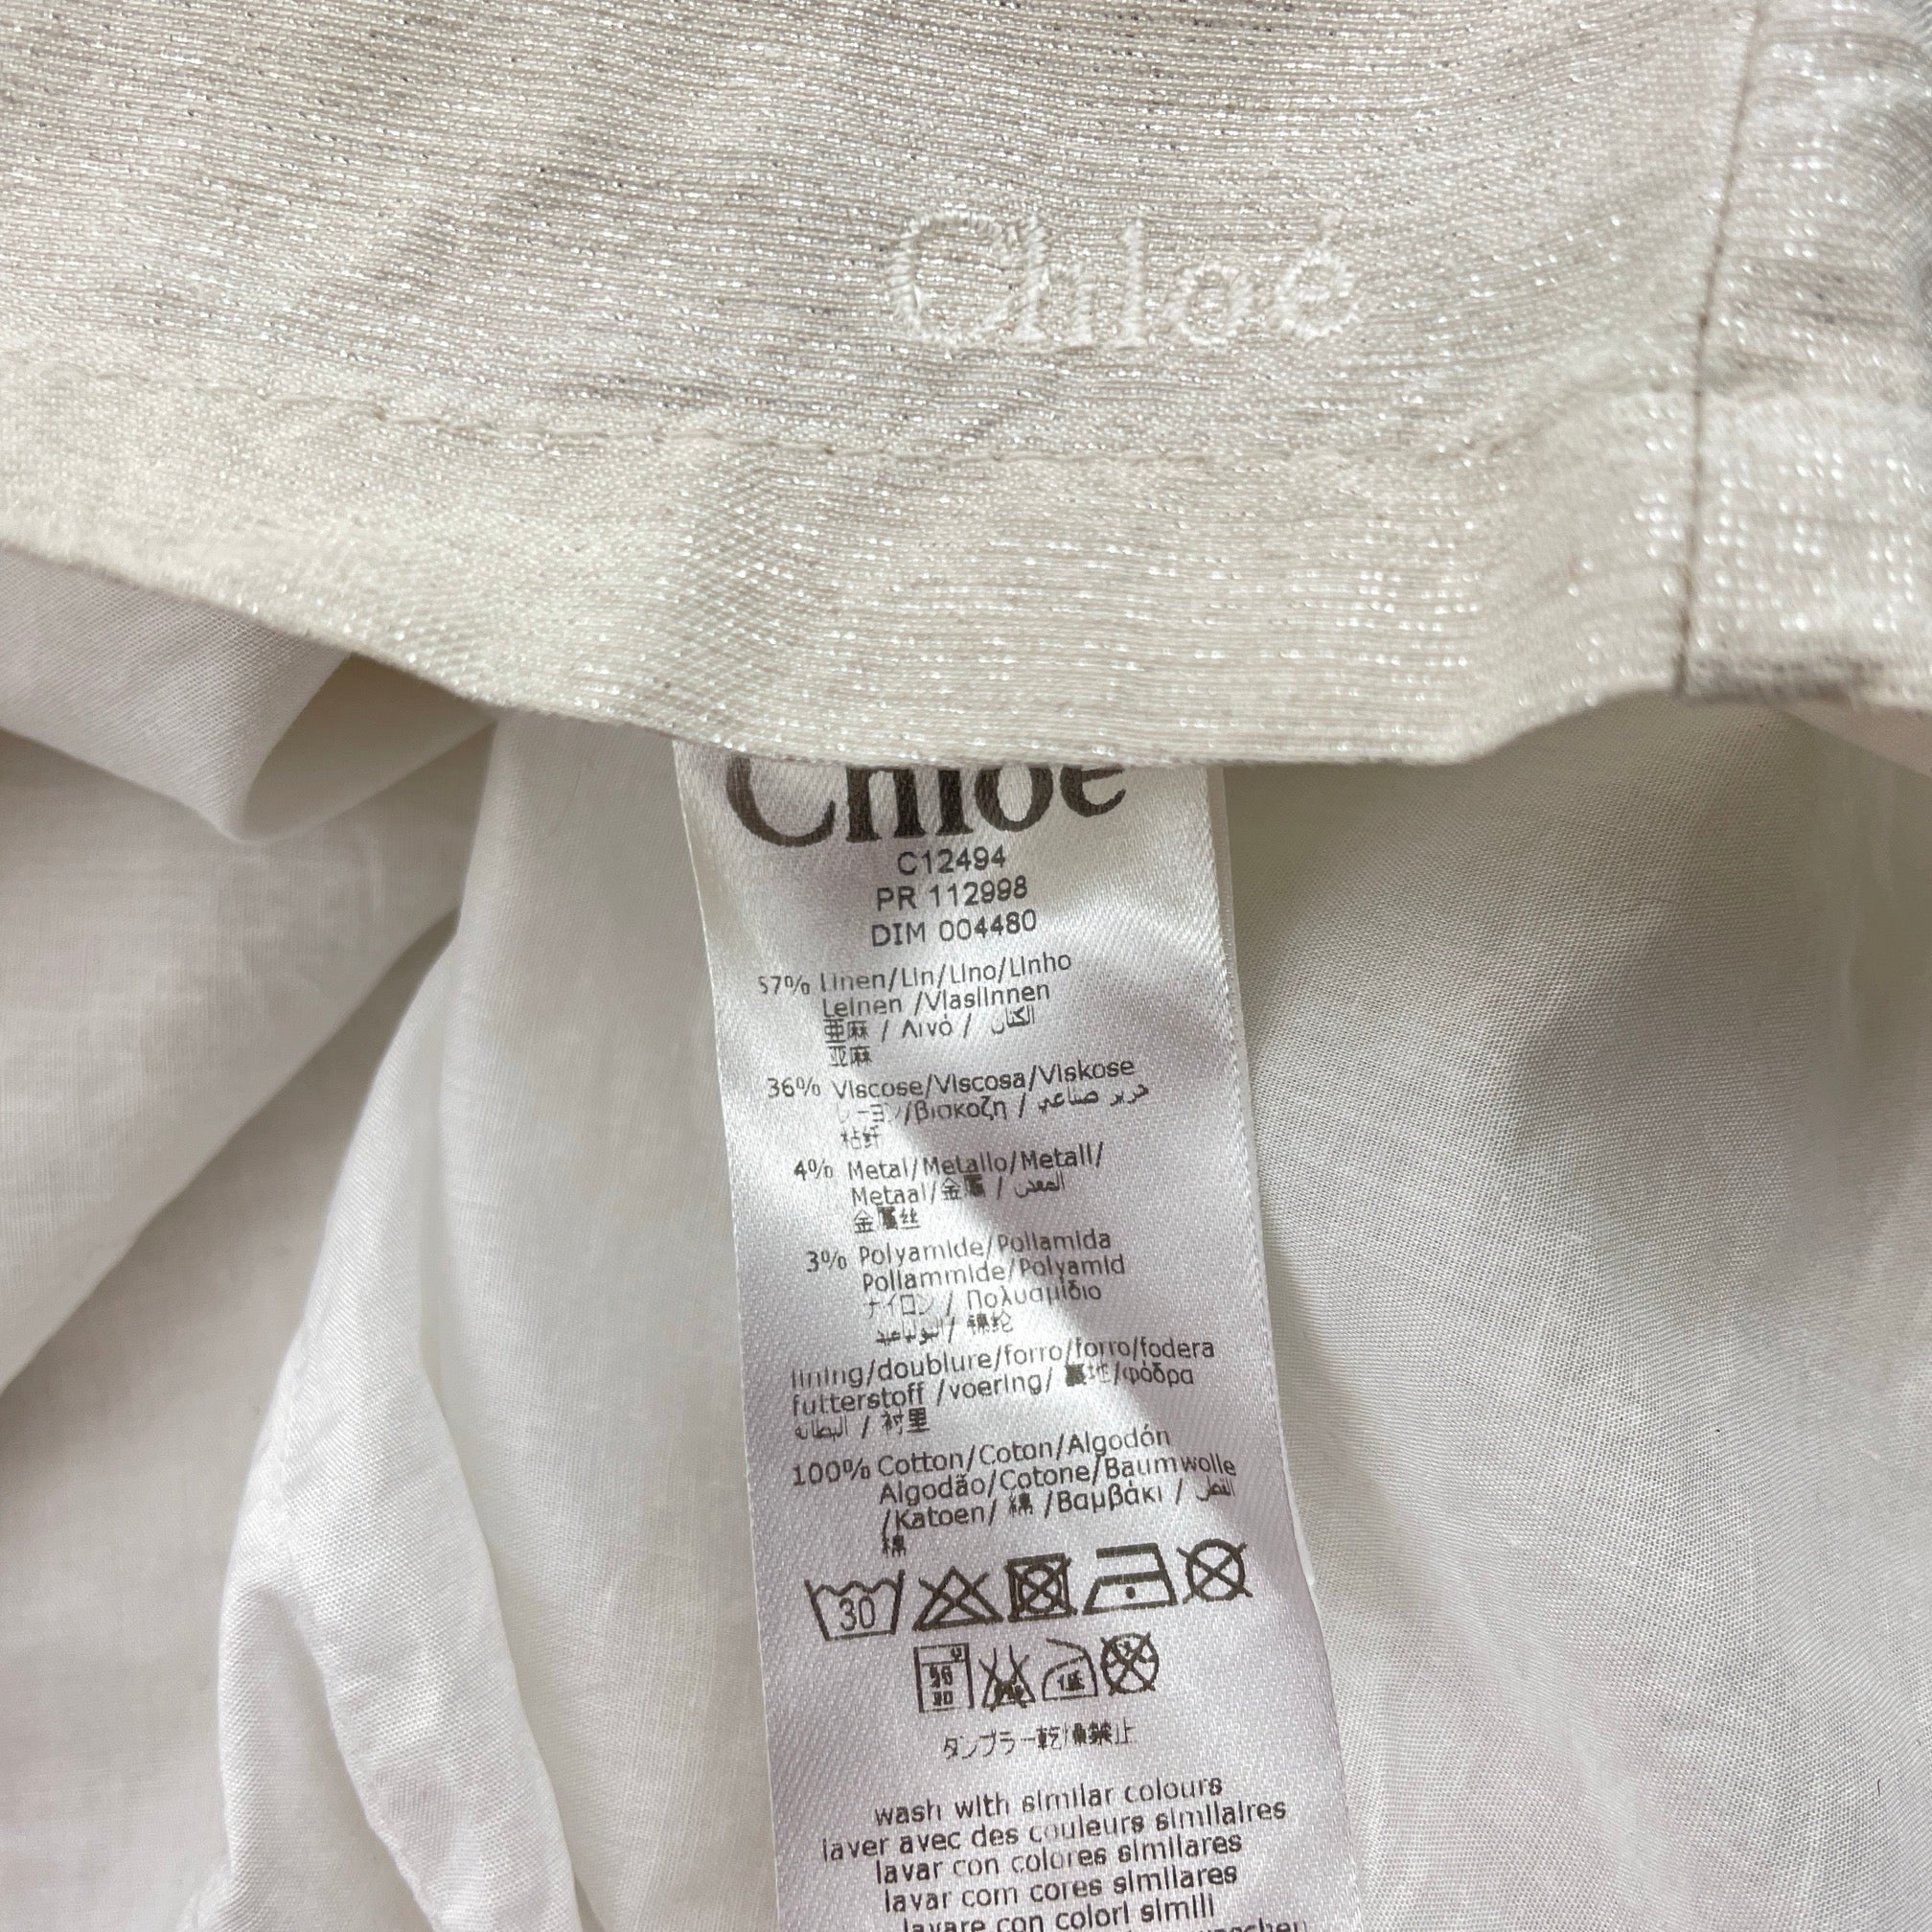 Chloé
Chloé
C12494
PR 112998
DIM 004480
57% Linen/Lin/Lino/Linho
Leinen /Vlaslinnen
亜麻 / Λινό / الكتان
亚麻
36% Viscose/Viscosa/Viskose
レーヨン/βισκοζη / حرير صناعي
粘纤
4% Metal/Metallo/Metall/
Metaal/金属 / المعدن
金属丝
3% Polyamide/Poliamida
Poliammide/Polyamid
ナイロン / Πολυαμίδιο
锦纶
lining/doublure/forro/forro/fodera
futterstoff /voering/ 裏地/φόδρα
البطانه / 衬里
100% Cotton/Coton/Algodón
Algodão/Cotone/Baumwolle
/Katoen/ 綿 /Βαμβάκι / القطن
棉
30
タンブラー乾燥禁止
wash with similar colours
laver avec des couleurs similaires
lavar con colores similares
lavar com cores similares
lavare con colori simili